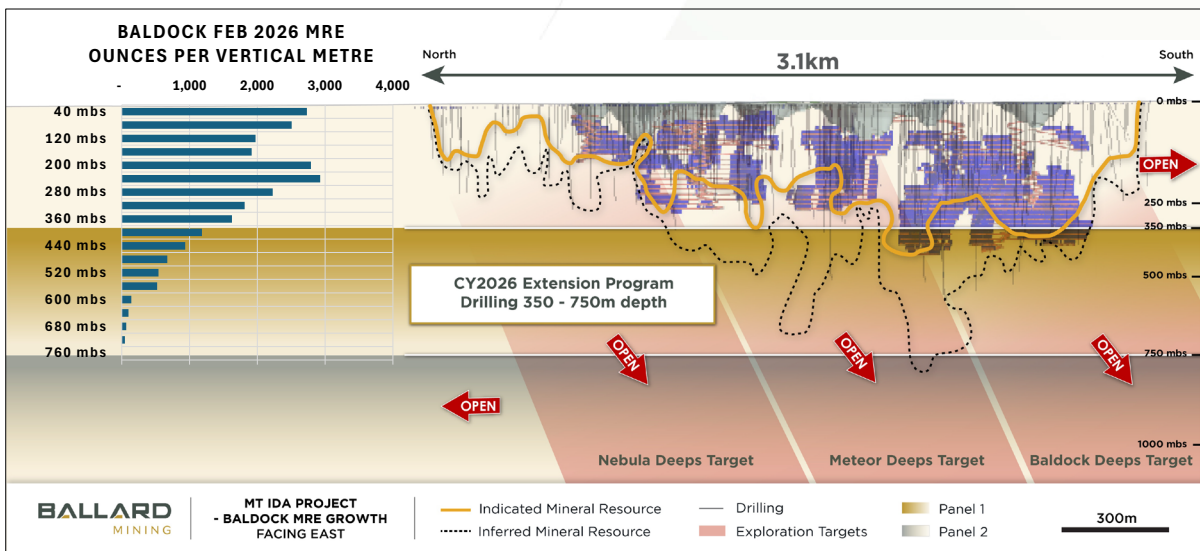 BALDOCK FEB 2026 MRE
OUNCES PER VERTICAL METRE
- 1,000 2,000 3,000 4,000
40 mbs
120 mbs
200 mbs
280 mbs
360 mbs
440 mbs
520 mbs
600 mbs
680 mbs
760 mbs
North
3.1km
South
0 mbs
OPEN
250 mbs
350 mbs
500 mbs
750 mbs
1000 mbs
CY2026 Extension Program
Drilling 350 - 750m depth
OPEN
OPEN
OPEN
OPEN
Nebula Deeps Target
Meteor Deeps Target
Baldock Deeps Target
BALLARD
MINING
MT IDA PROJECT
- BALDOCK MRE GROWTH
FACING EAST
Indicated Mineral Resource
Inferred Mineral Resource
Drilling
Exploration Targets
Panel 1
Panel 2
300m